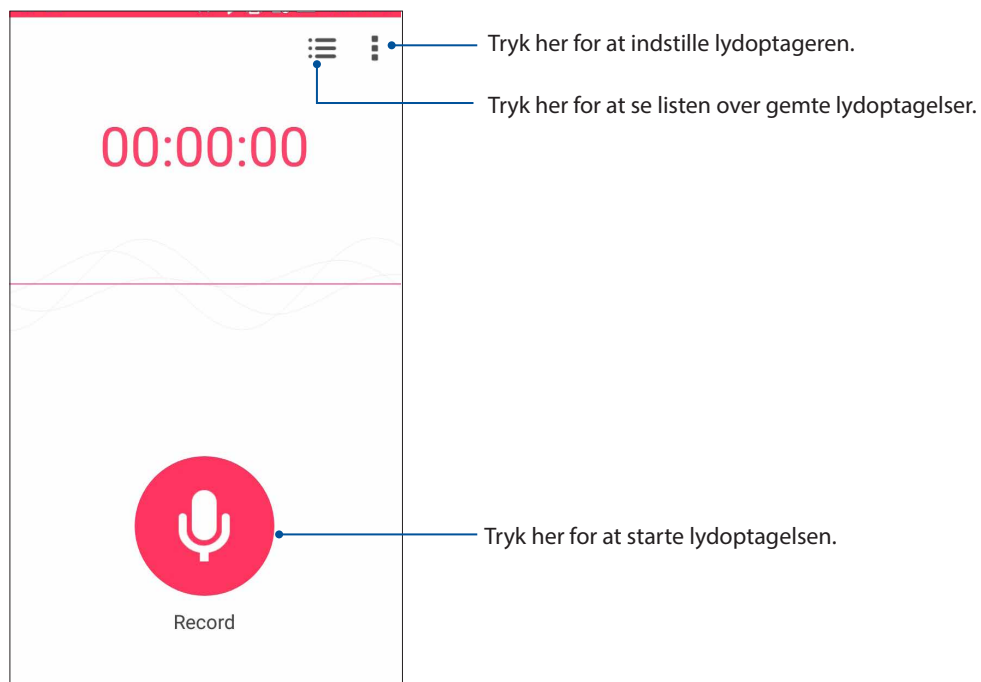 Tryk her for at indstille lydoptageren.
Tryk her for at se listen over gemte lydoptagelser.
00:00:00
Tryk her for at starte lydoptagelsen.
Record